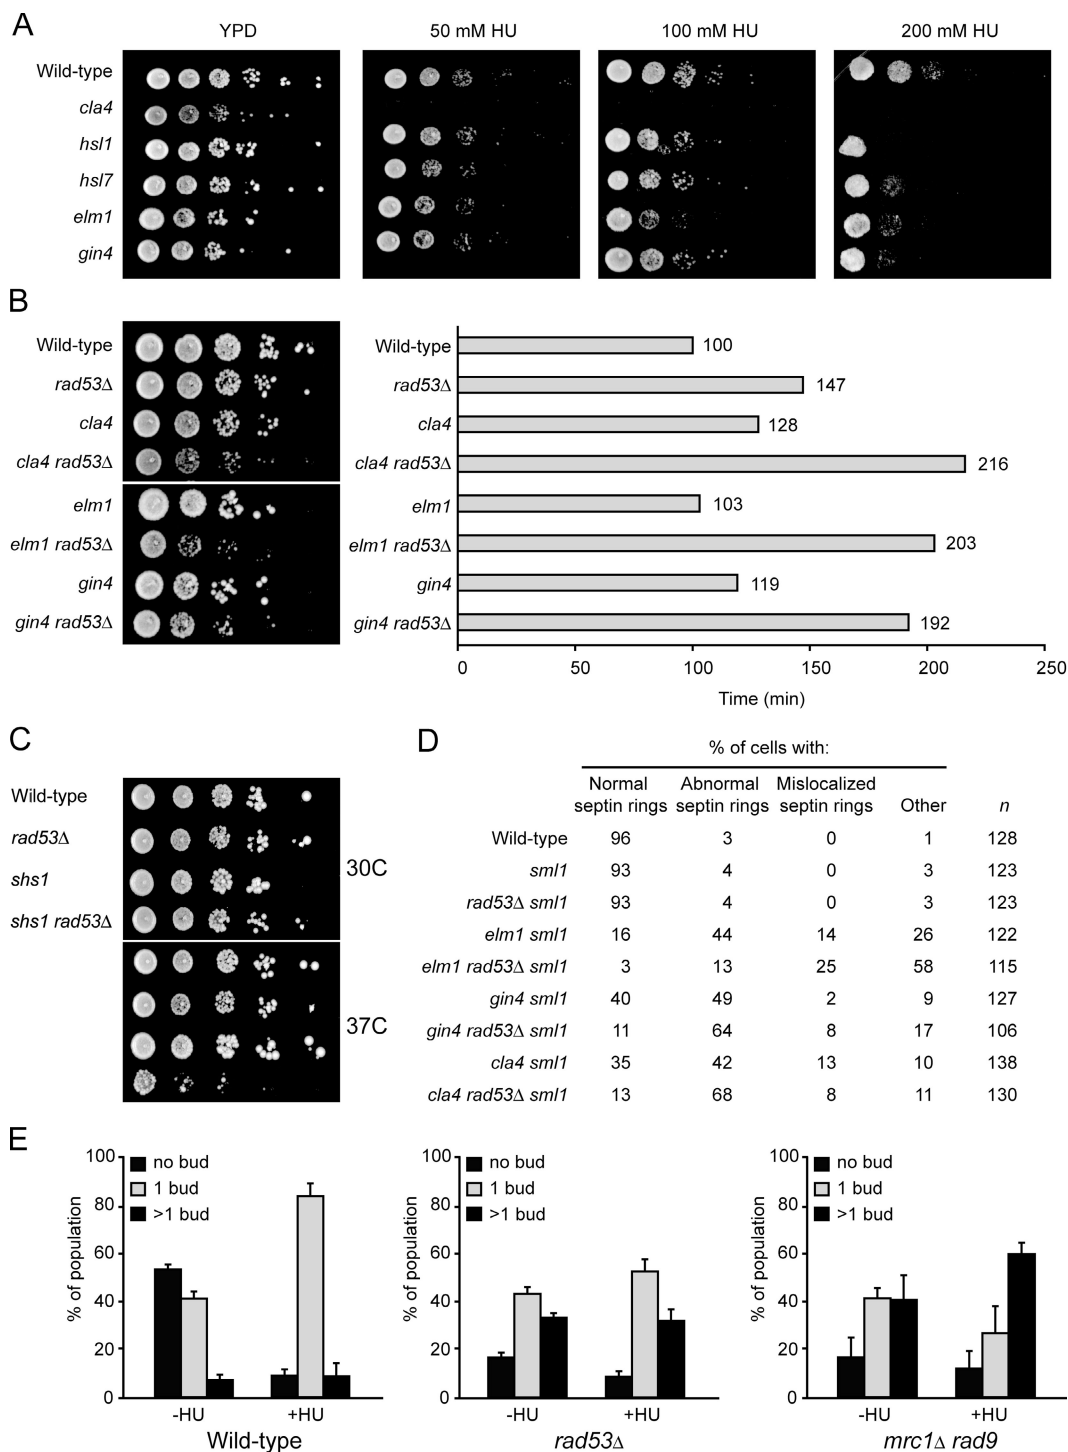 A
YPD
50 mM HU
100 mM HU
200 mM HU
Wild-type
cla4
hsl1
hsl7
elm1
gin4
B
Wild-type
rad53Δ
cla4
cla4 rad53Δ
elm1
elm1 rad53Δ
gin4
gin4 rad53Δ
Wild-type 100
rad53Δ 147
cla4 128
cla4 rad53Δ 216
elm1 103
elm1 rad53Δ 203
gin4 119
gin4 rad53Δ 192
0 50 100 150 200 250
Time (min)
C
Wild-type
rad53Δ
shs1
shs1 rad53Δ
30C
37C
D
% of cells with:
Normal septin rings Abnormal septin rings Mislocalized septin rings Other n
Wild-type 96 3 0 1 128
sml1 93 4 0 3 123
rad53Δ sml1 93 4 0 3 123
elm1 sml1 16 44 14 26 122
elm1 rad53Δ sml1 3 13 25 58 115
gin4 sml1 40 49 2 9 127
gin4 rad53Δ sml1 11 64 8 17 106
cla4 sml1 35 42 13 10 138
cla4 rad53Δ sml1 13 68 8 11 130
E
% of population
100
80
60
40
20
0
no bud
1 bud
>1 bud
-HU +HU
Wild-type
% of population
100
80
60
40
20
0
no bud
1 bud
>1 bud
-HU +HU
rad53Δ
% of population
100
80
60
40
20
0
no bud
1 bud
>1 bud
-HU +HU
mrc1Δ rad9